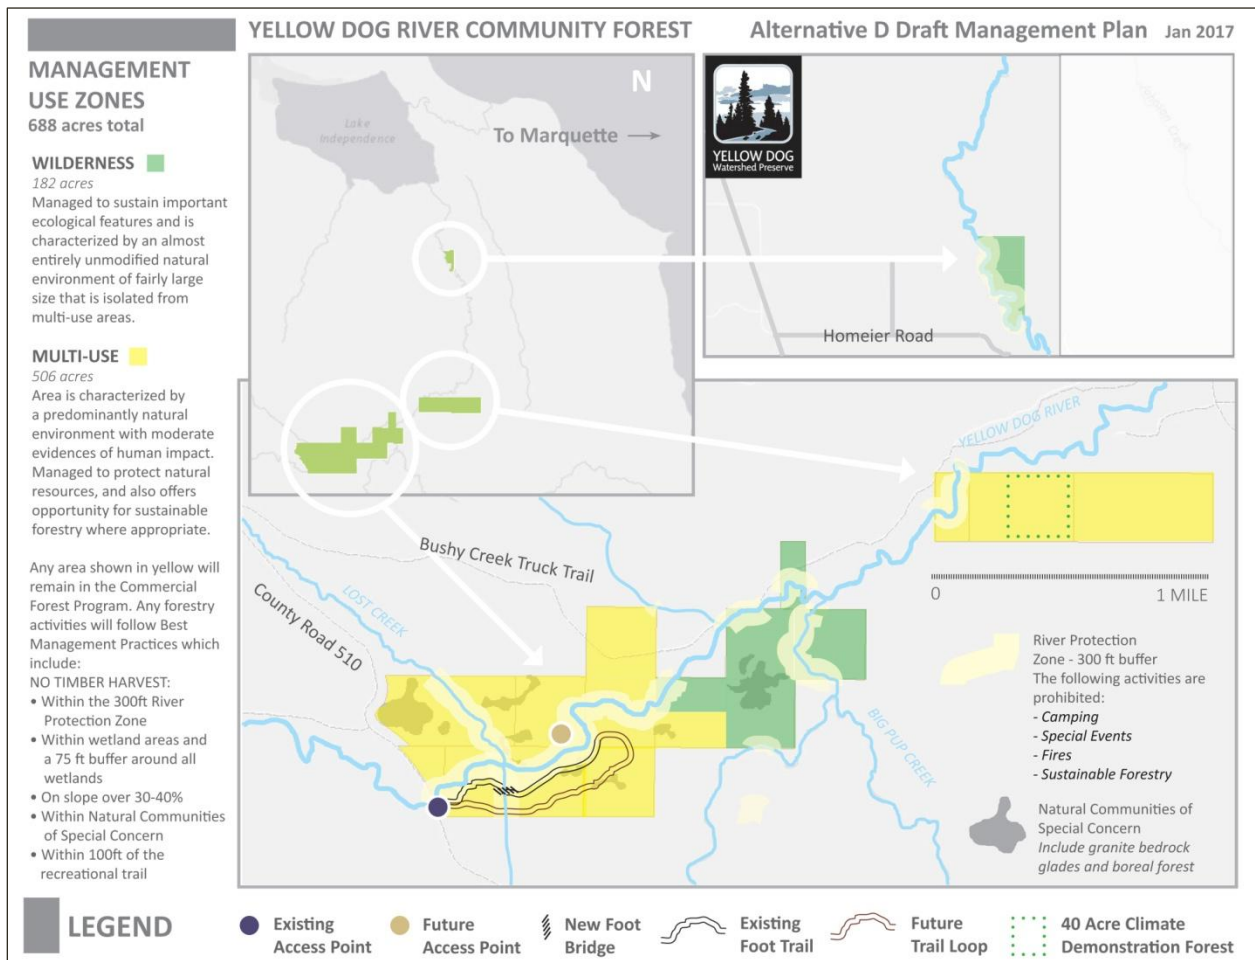 YELLOW DOG RIVER COMMUNITY FOREST
Alternative D Draft Management Plan Jan 2017
MANAGEMENT
USE ZONES
688 acres total
WILDERNESS
182 acres
Managed to sustain important
ecological features and is
characterized by an almost
entirely unmodified natural
environment of fairly large
size that is isolated from
multi-use areas.
MULTI-USE
506 acres
Area is characterized by
a predominantly natural
environment with moderate
evidences of human impact.
Managed to protect natural
resources, and also offers
opportunity for sustainable
forestry where appropriate.
Any area shown in yellow will
remain in the Commercial
Forest Program. Any forestry
activities will follow Best
Management Practices which
include:
NO TIMBER HARVEST:
• Within the 300ft River
Protection Zone
• Within wetland areas and
a 75 ft buffer around all
wetlands
• On slope over 30-40%
• Within Natural Communities
of Special Concern
• Within 100ft of the
recreational trail
N
Lake
Independence
To Marquette
YELLOW DOG
Watershed Preserve
Homeier Road
YELLOW DOG RIVER
Bushy Creek Truck Trail
LOST CREEK
County Road 510
BIG PUP CREEK
0 1 MILE
River Protection
Zone - 300 ft buffer
The following activities are
prohibited:
- Camping
- Special Events
- Fires
- Sustainable Forestry
Natural Communities of
Special Concern
Include granite bedrock
glades and boreal forest
LEGEND
Existing
Access Point
Future
Access Point
New Foot
Bridge
Existing
Foot Trail
Future
Trail Loop
40 Acre Climate
Demonstration Forest